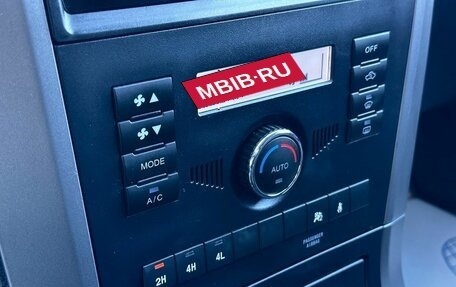 MBIB-RU
OFF
MODE
A/C
AUTO
2H
4H
4L
PASSENGER
AIRBAG